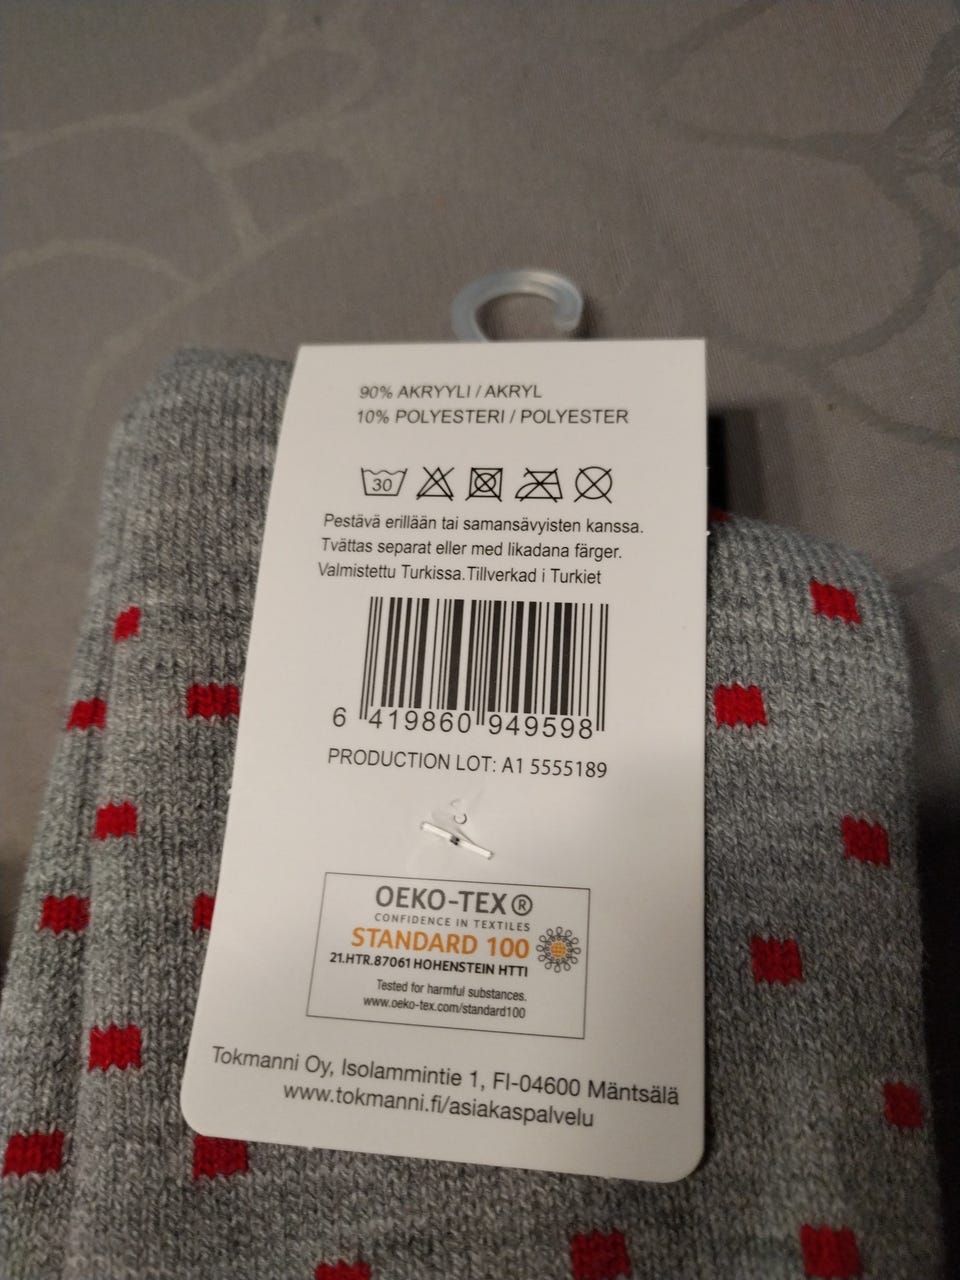 90% AKRYYLI / AKRYL
10% POLYESTERI / POLYESTER
30
Pestävä erillään tai samansävyisten kanssa.
Tvättas separat eller med likadana färger.
Valmistettu Turkissa.Tillverkad i Turkiet
6 419860 949598
PRODUCTION LOT: A1 5555189
OEKO-TEX®
CONFIDENCE IN TEXTILES
STANDARD 100
21.HTR.87061 HOHENSTEIN HTTI
Tested for harmful substances.
www.oeko-tex.com/standard100
Tokmanni Oy, Isolammintie 1, FI-04600 Mäntsälä
www.tokmanni.fi/asiakaspalvelu